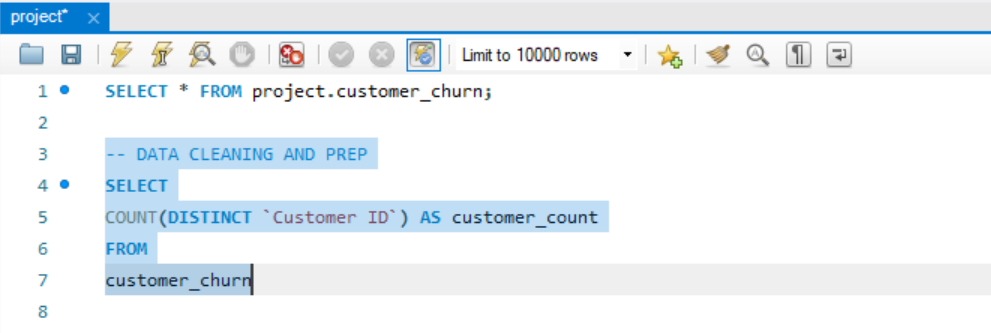 project*
Limit to 10000 rows
1 SELECT * FROM project.customer_churn;
2
3 -- DATA CLEANING AND PREP
4 SELECT
5 COUNT(DISTINCT `Customer ID`) AS customer_count
6 FROM
7 customer_churn
8